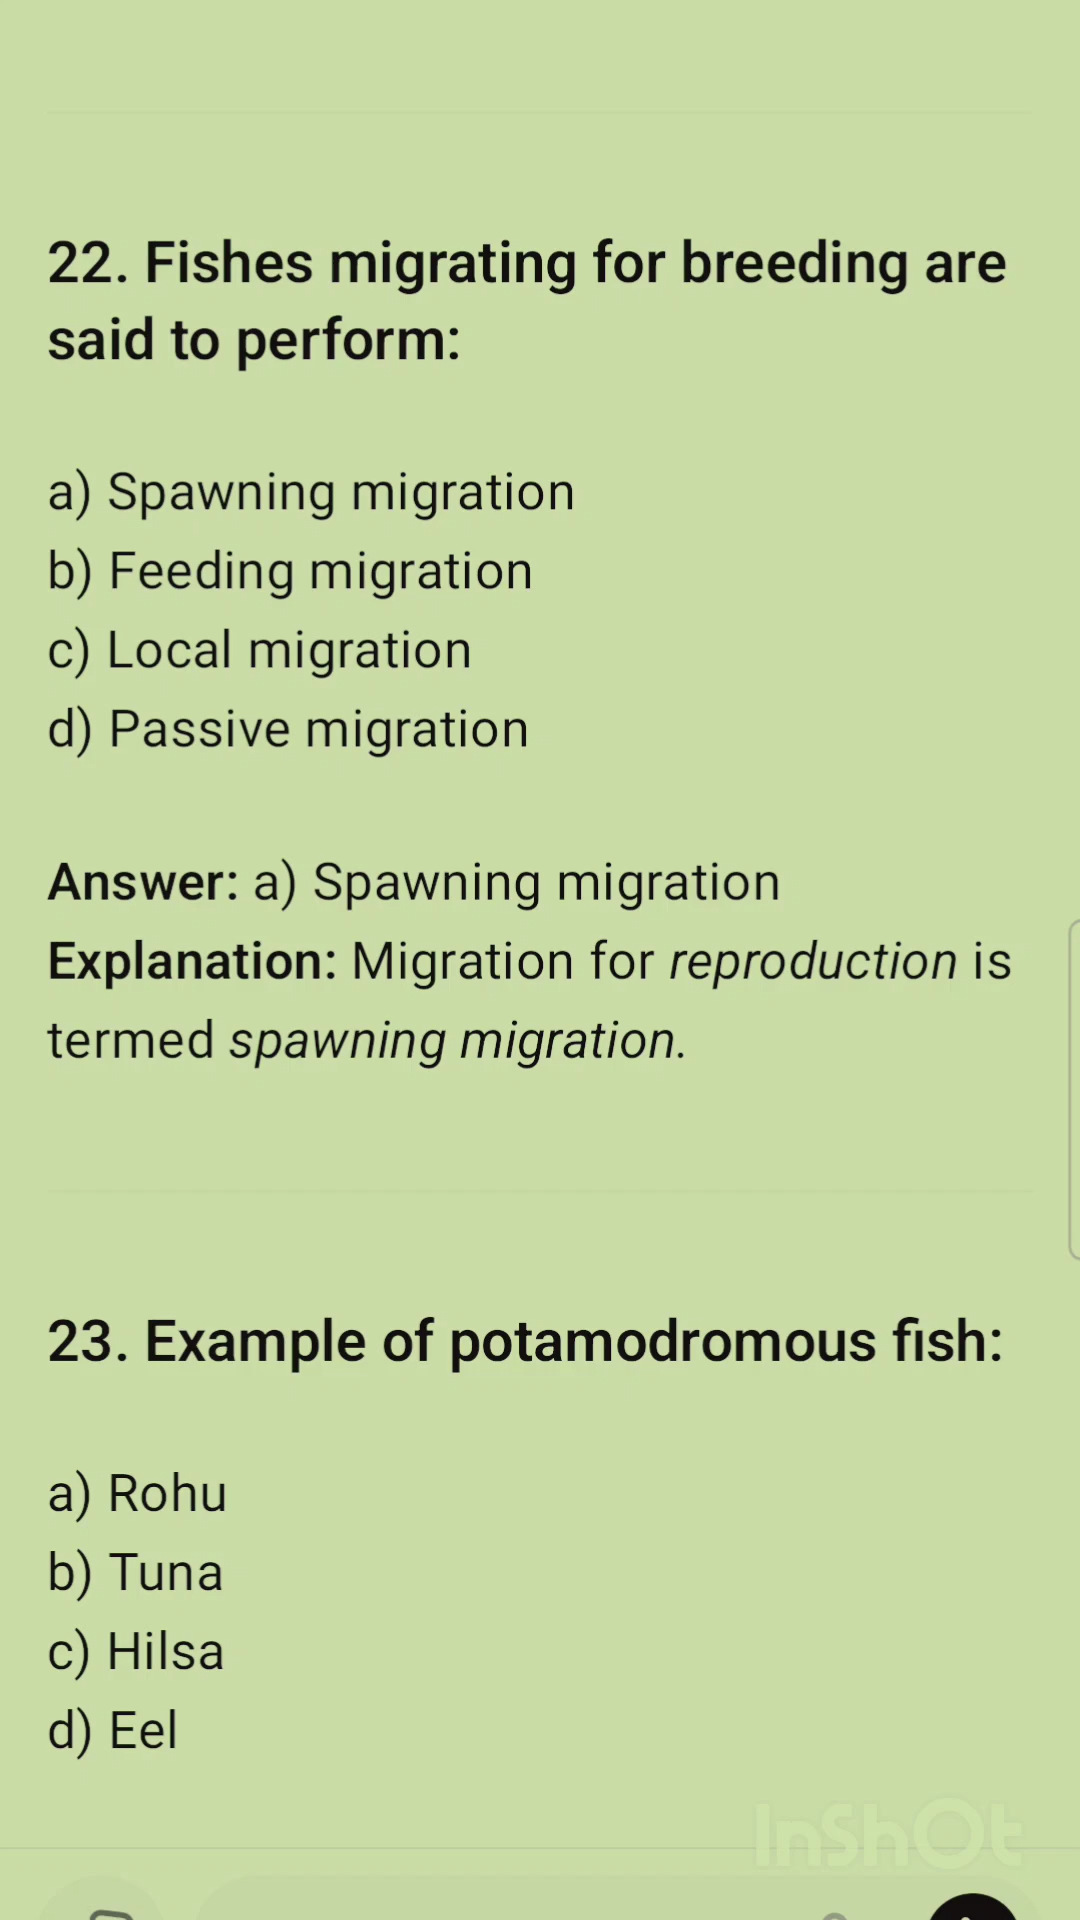 22. Fishes migrating for breeding are
said to perform:
a) Spawning migration
b) Feeding migration
c) Local migration
d) Passive migration
Answer: a) Spawning migration
Explanation: Migration for reproduction is
termed spawning migration.
23. Example of potamodromous fish:
a) Rohu
b) Tuna
c) Hilsa
d) Eel
InShOt